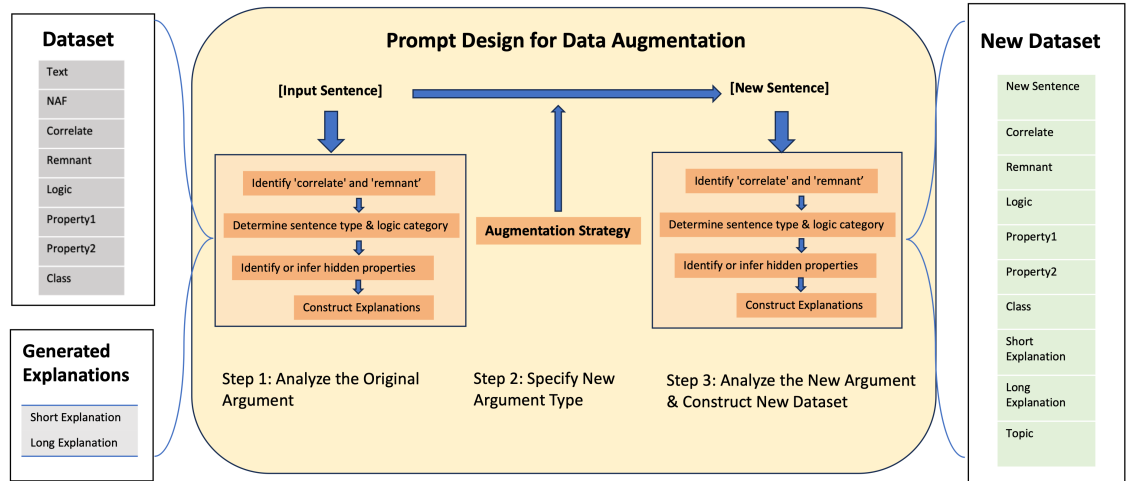 Dataset
Text
NAF
Correlate
Remnant
Logic
Property1
Property2
Class
Generated
Explanations
Short Explanation
Long Explanation
Prompt Design for Data Augmentation
[Input Sentence]
[New Sentence]
Identify 'correlate' and 'remnant’
Determine sentence type & logic category
Identify or infer hidden properties
Construct Explanations
Augmentation Strategy
Identify 'correlate' and 'remnant’
Determine sentence type & logic category
Identify or infer hidden properties
Construct Explanations
Step 1: Analyze the Original
Argument
Step 2: Specify New
Argument Type
Step 3: Analyze the New Argument
& Construct New Dataset
New Dataset
New Sentence
Correlate
Remnant
Logic
Property1
Property2
Class
Short
Explanation
Long
Explanation
Topic